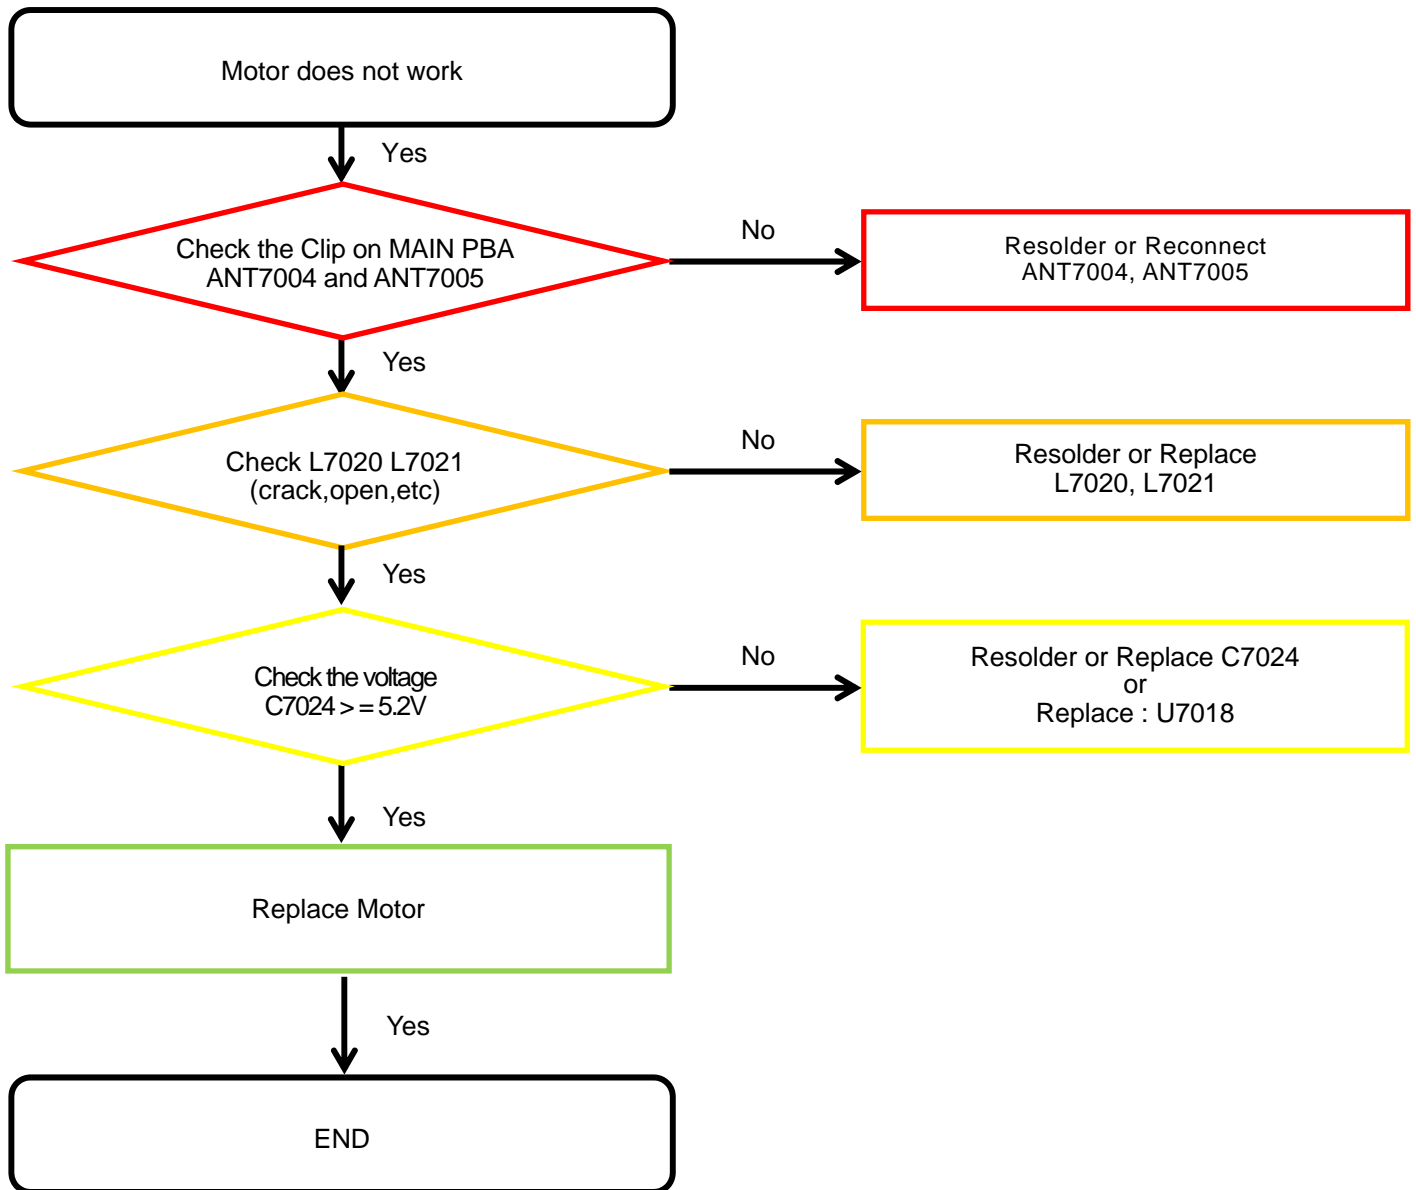 Motor does not work
Yes
Check the Clip on MAIN PBA
ANT7004 and ANT7005
No
Resolder or Reconnect
ANT7004, ANT7005
Yes
Check L7020 L7021
(crack,open,etc)
No
Resolder or Replace
L7020, L7021
Yes
Check the voltage
C7024 > = 5.2V
No
Resolder or Replace C7024
or
Replace : U7018
Yes
Replace Motor
Yes
END